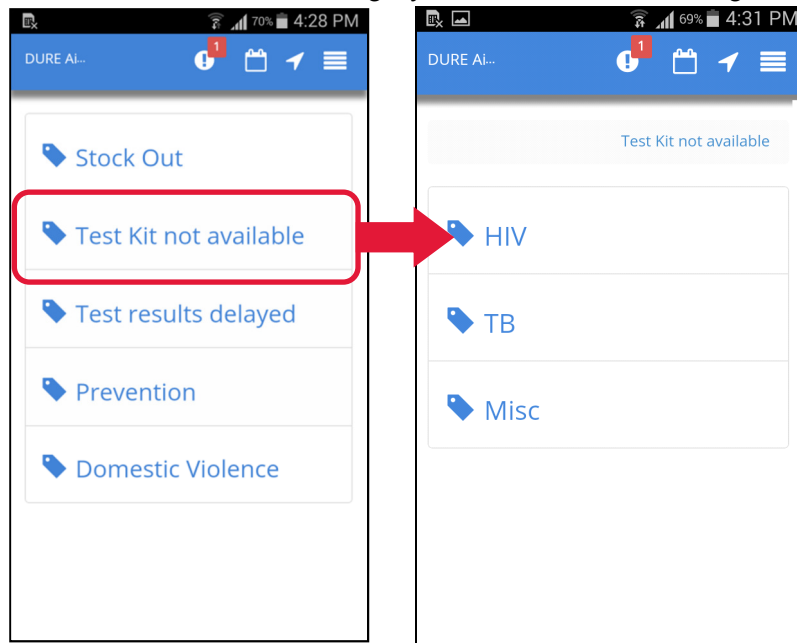 70% 4:28 PM
DURE Ai...
1
Stock Out
Test Kit not available
Test results delayed
Prevention
Domestic Violence
69% 4:31 PM
DURE Ai...
1
Test Kit not available
HIV
TB
Misc